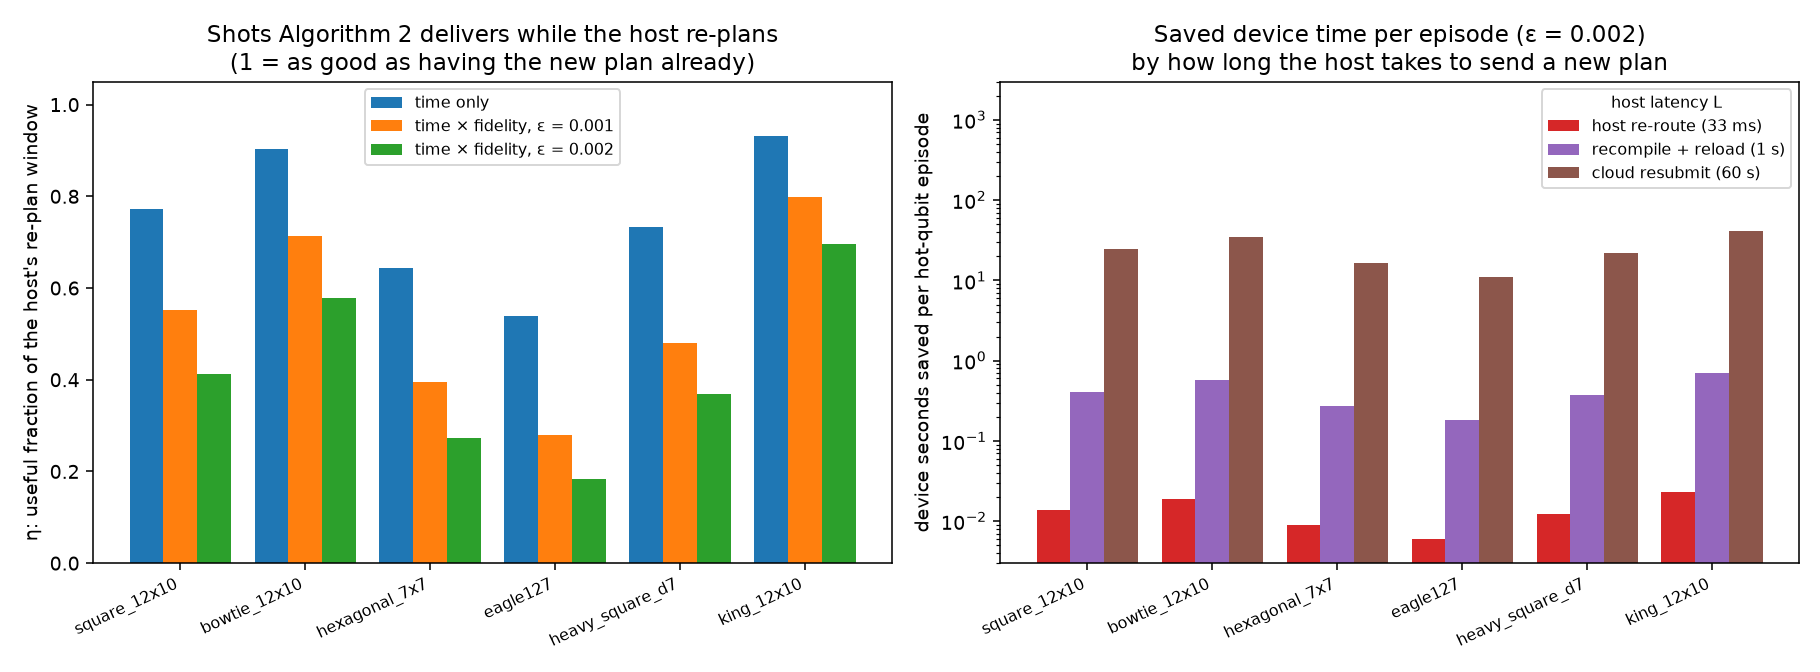 Shots Algorithm 2 delivers while the host re-plans
(1 = as good as having the new plan already)
η: useful fraction of the host's re-plan window
1.0
0.8
0.6
0.4
0.2
0.0
time only
time × fidelity, ε = 0.001
time × fidelity, ε = 0.002
square_12x10
bowtie_12x10
hexagonal_7x7
eagle127
heavy_square_d7
king_12x10
Saved device time per episode (ε = 0.002)
by how long the host takes to send a new plan
device seconds saved per hot-qubit episode
10³
10²
10¹
10⁰
10⁻¹
10⁻²
host latency L
host re-route (33 ms)
recompile + reload (1 s)
cloud resubmit (60 s)
square_12x10
bowtie_12x10
hexagonal_7x7
eagle127
heavy_square_d7
king_12x10